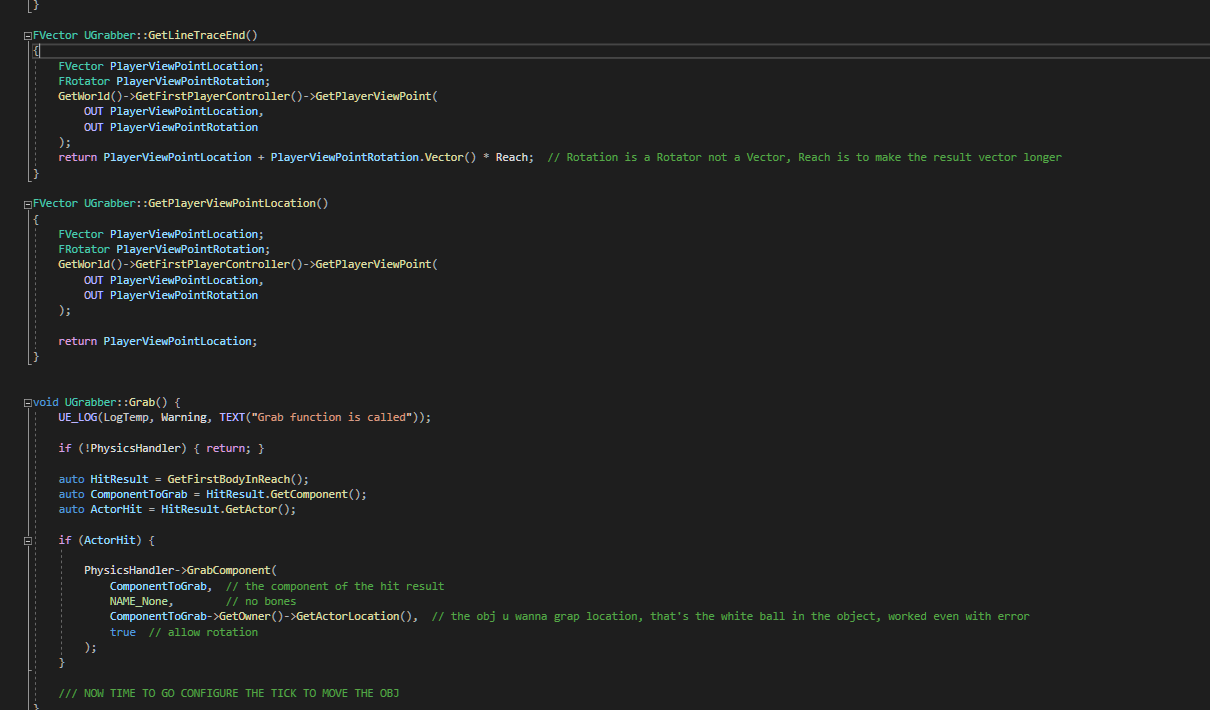 }
FVector UGrabber::GetLineTraceEnd()
{
FVector PlayerViewPointLocation;
FRotator PlayerViewPointRotation;
GetWorld()->GetFirstPlayerController()->GetPlayerViewPoint(
OUT PlayerViewPointLocation,
OUT PlayerViewPointRotation
);
return PlayerViewPointLocation + PlayerViewPointRotation.Vector() * Reach;  // Rotation is a Rotator not a Vector, Reach is to make the result vector longer
}
FVector UGrabber::GetPlayerViewPointLocation()
{
FVector PlayerViewPointLocation;
FRotator PlayerViewPointRotation;
GetWorld()->GetFirstPlayerController()->GetPlayerViewPoint(
OUT PlayerViewPointLocation,
OUT PlayerViewPointRotation
);
return PlayerViewPointLocation;
}
void UGrabber::Grab() {
UE_LOG(LogTemp, Warning, TEXT("Grab function is called"));
if (!PhysicsHandler) { return; }
auto HitResult = GetFirstBodyInReach();
auto ComponentToGrab = HitResult.GetComponent();
auto ActorHit = HitResult.GetActor();
if (ActorHit) {
PhysicsHandler->GrabComponent(
ComponentToGrab,  // the component of the hit result
NAME_None,        // no bones
ComponentToGrab->GetOwner()->GetActorLocation(),  // the obj u wanna grap location, that's the white ball in the object, worked even with error
true  // allow rotation
);
}
/// NOW TIME TO GO CONFIGURE THE TICK TO MOVE THE OBJ
}